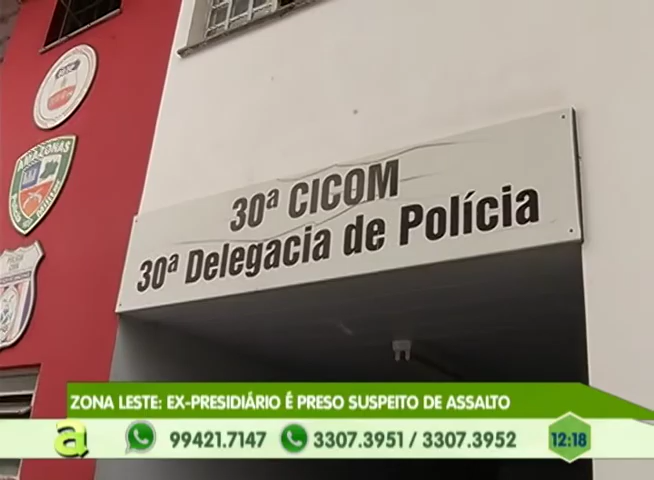 AMAZONAS
30ª CICOM
30ª Delegacia de Polícia
ZONA LESTE: EX-PRESIDIÁRIO É PRESO SUSPEITO DE ASSALTO
a 99421.7147 3307.3951 / 3307.3952 12:18